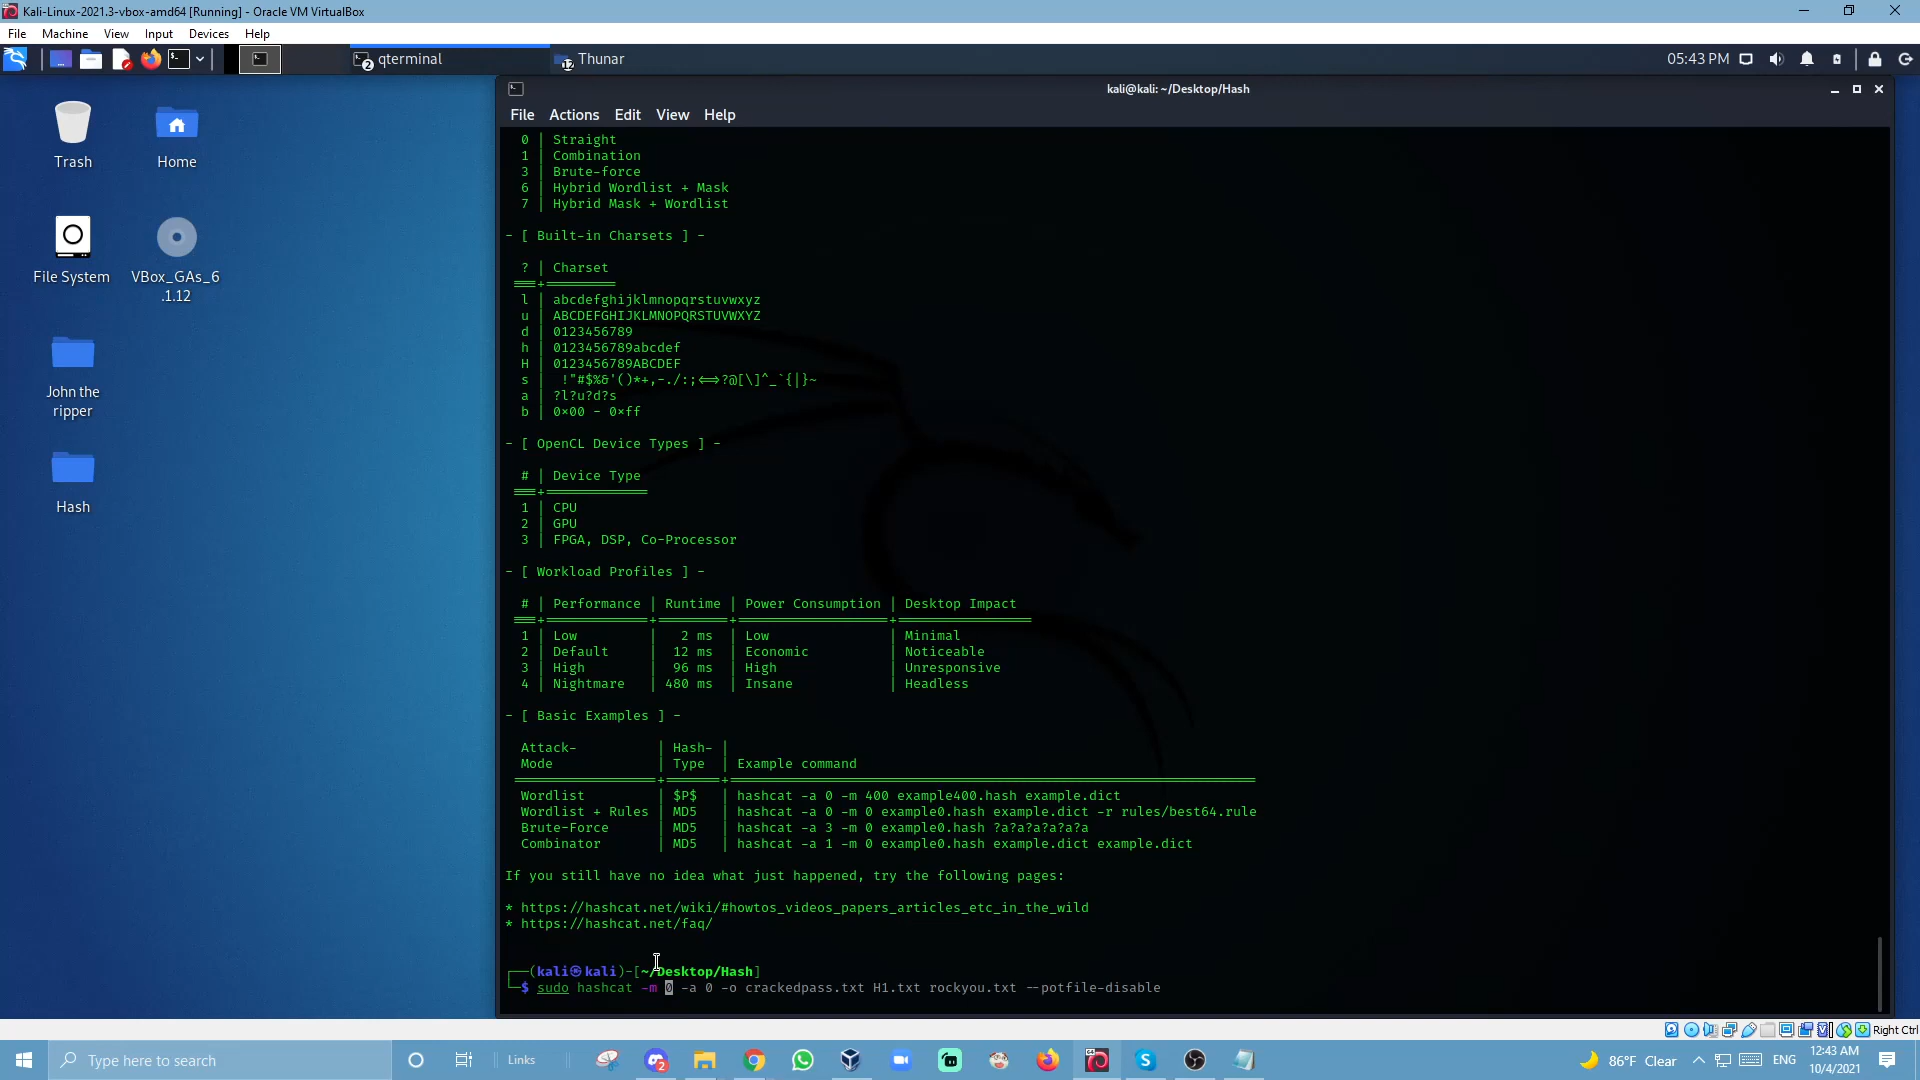 Kali-Linux-2021.3-vbox-amd64 [Running] - Oracle VM VirtualBox
File Machine View Input Devices Help
2 qterminal
12 Thunar
05:43 PM
kali@kali: ~/Desktop/Hash
File Actions Edit View Help
Trash
Home
File System
VBox_GAs_6
.1.12
John the
ripper
Hash
0 | Straight
1 | Combination
3 | Brute-force
6 | Hybrid Wordlist + Mask
7 | Hybrid Mask + Wordlist
- [ Built-in Charsets ] -
? | Charset
===+=========
l | abcdefghijklmnopqrstuvwxyz
u | ABCDEFGHIJKLMNOPQRSTUVWXYZ
d | 0123456789
h | 0123456789abcdef
H | 0123456789ABCDEF
s |  !"#$%&'()*+,-./:;<=>?@[\]^_`{|}~
a | ?l?u?d?s
b | 0x00 - 0xff
- [ OpenCL Device Types ] -
# | Device Type
===+=============
1 | CPU
2 | GPU
3 | FPGA, DSP, Co-Processor
- [ Workload Profiles ] -
# | Performance | Runtime | Power Consumption | Desktop Impact
===+=============+=========+===================+=================
1 | Low         |   2 ms  | Low               | Minimal
2 | Default     |  12 ms  | Economic          | Noticeable
3 | High        |  96 ms  | High              | Unresponsive
4 | Nightmare   | 480 ms  | Insane            | Headless
- [ Basic Examples ] -
Attack-          | Hash- |
Mode             | Type  | Example command
==================+=======+==================================================================
Wordlist         | $P$   | hashcat -a 0 -m 400 example400.hash example.dict
Wordlist + Rules | MD5   | hashcat -a 0 -m 0 example0.hash example.dict -r rules/best64.rule
Brute-Force      | MD5   | hashcat -a 3 -m 0 example0.hash ?a?a?a?a?a?a
Combinator       | MD5   | hashcat -a 1 -m 0 example0.hash example.dict example.dict
If you still have no idea what just happened, try the following pages:
* https://hashcat.net/wiki/#howtos_videos_papers_articles_etc_in_the_wild
* https://hashcat.net/faq/
┌──(kali㉿kali)-[~/Desktop/Hash]
└─$ sudo hashcat -m 0 -a 0 -o crackedpass.txt H1.txt rockyou.txt --potfile-disable
Right Ctrl
Type here to search
Links
2
64
86°F Clear
ENG
12:43 AM
10/4/2021